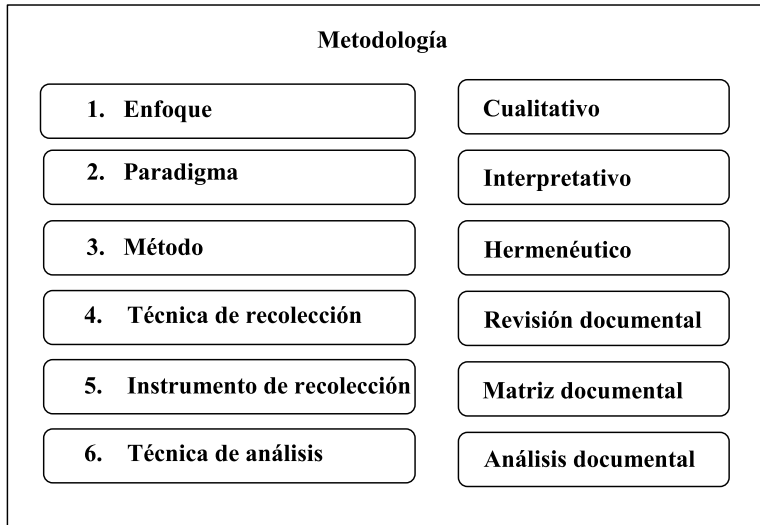 Metodología
1. Enfoque
Cualitativo
2. Paradigma
Interpretativo
3. Método
Hermenéutico
4. Técnica de recolección
Revisión documental
5. Instrumento de recolección
Matriz documental
6. Técnica de análisis
Análisis documental